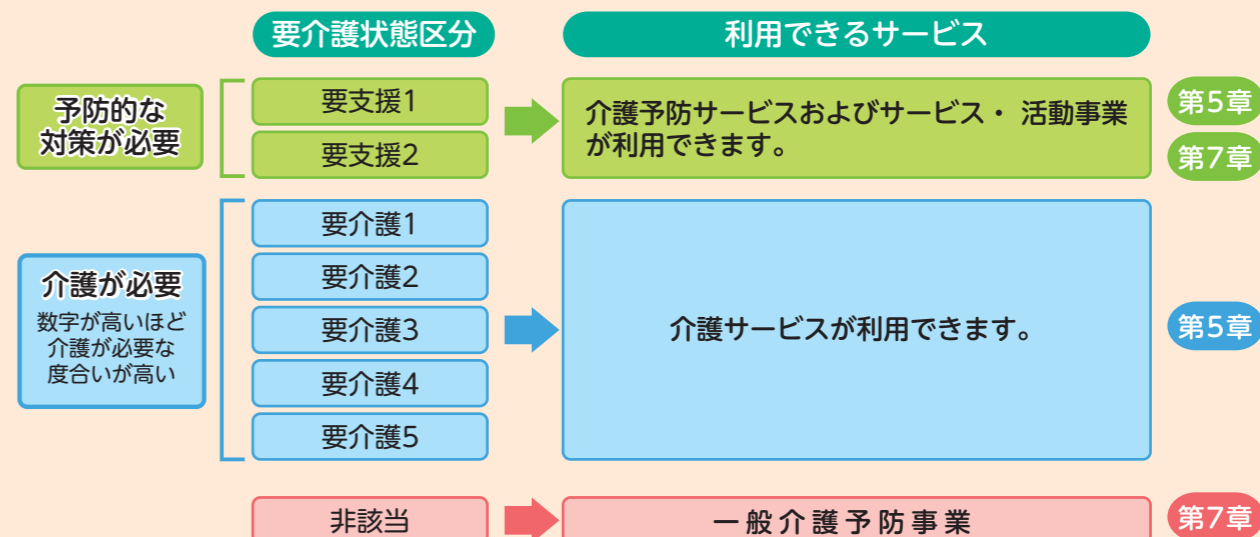 要介護状態区分
利用できるサービス
予防的な
対策が必要
要支援1
要支援2
介護予防サービスおよびサービス・ 活動事業
が利用できます。
第5章
第7章
介護が必要
数字が高いほど
介護が必要な
度合いが高い
要介護1
要介護2
要介護3
要介護4
要介護5
介護サービスが利用できます。
第5章
非該当
一般介護予防事業
第7章